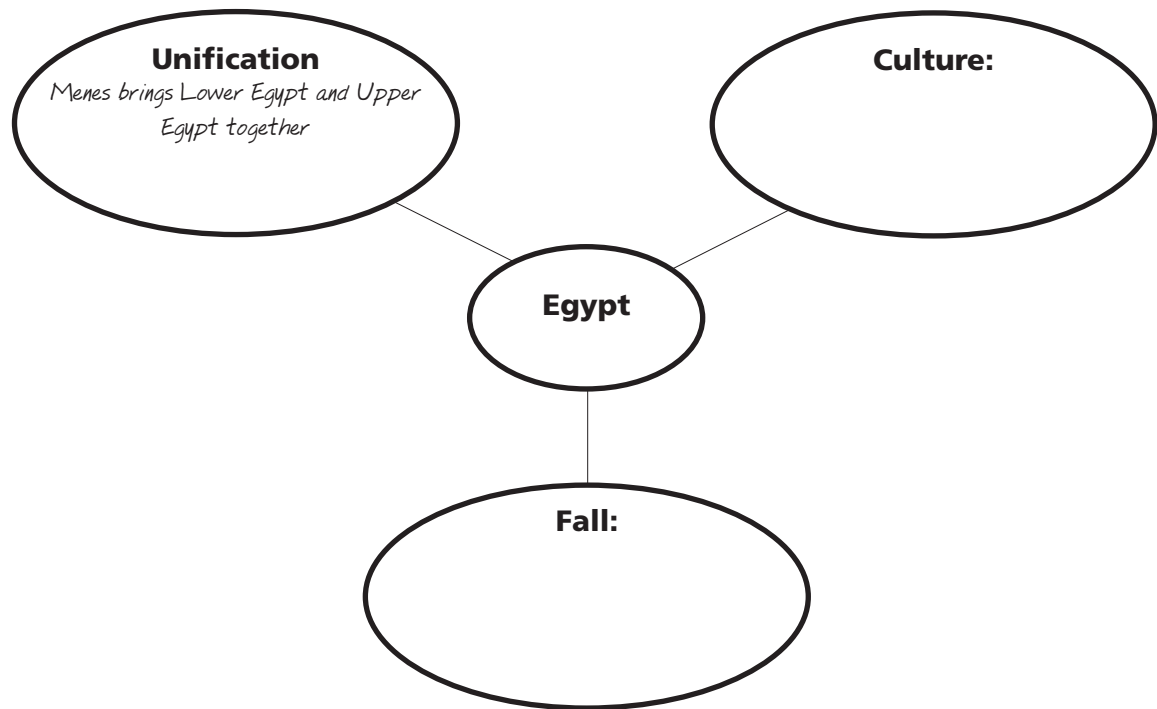 Unification
Menes brings Lower Egypt and Upper
Egypt together
Culture:
Egypt
Fall: